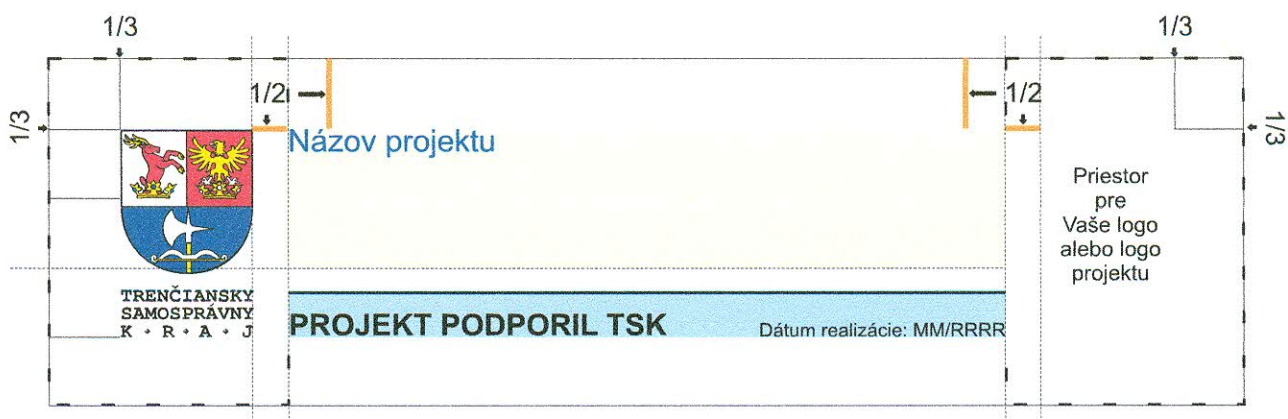 1/3
1/3
1/2
1/2
1/3
1/3
Názov projektu
Priestor
pre
Vaše logo
alebo logo
projektu
TRENČIANSKY
SAMOSPRÁVNY
K · R · A · J
PROJEKT PODPORIL TSK
Dátum realizácie: MM/RRRR